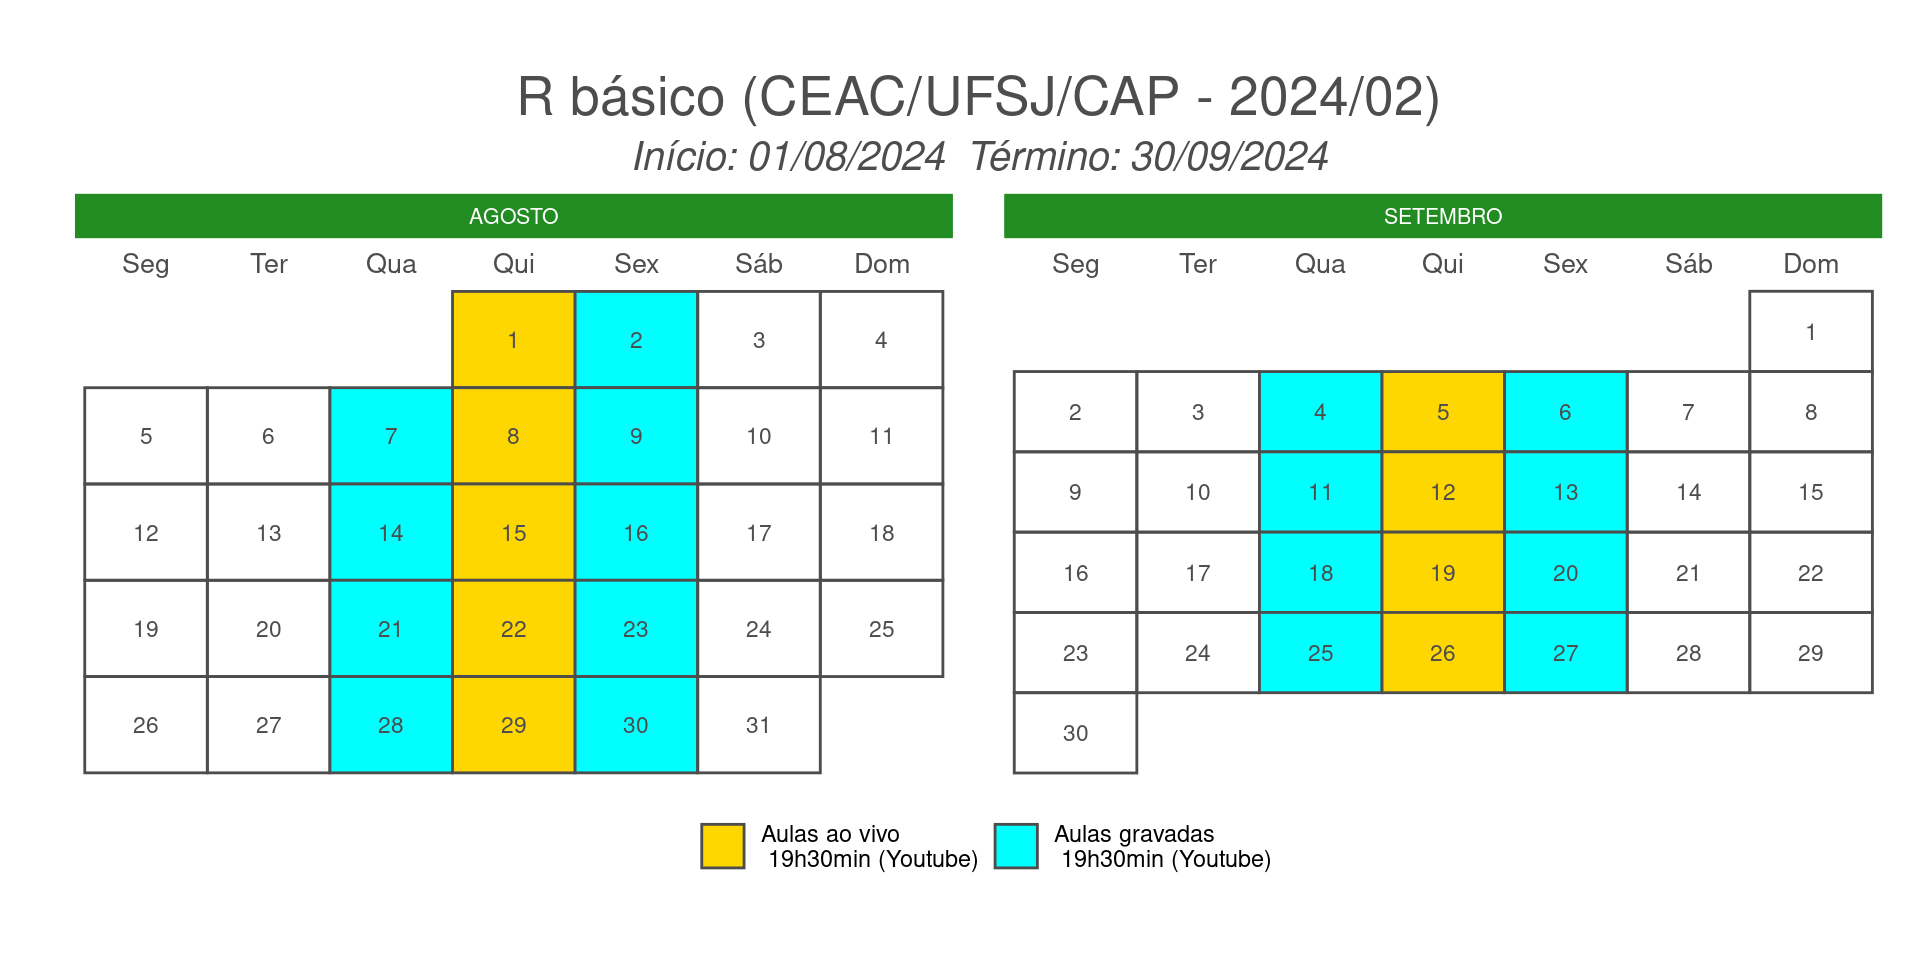 R básico (CEAC/UFSJ/CAP - 2024/02)
Início: 01/08/2024  Término: 30/09/2024
AGOSTO
Seg Ter Qua Qui Sex Sáb Dom
1 2 3 4
5 6 7 8 9 10 11
12 13 14 15 16 17 18
19 20 21 22 23 24 25
26 27 28 29 30 31
SETEMBRO
Seg Ter Qua Qui Sex Sáb Dom
1
2 3 4 5 6 7 8
9 10 11 12 13 14 15
16 17 18 19 20 21 22
23 24 25 26 27 28 29
30
Aulas ao vivo
19h30min (Youtube)
Aulas gravadas
19h30min (Youtube)